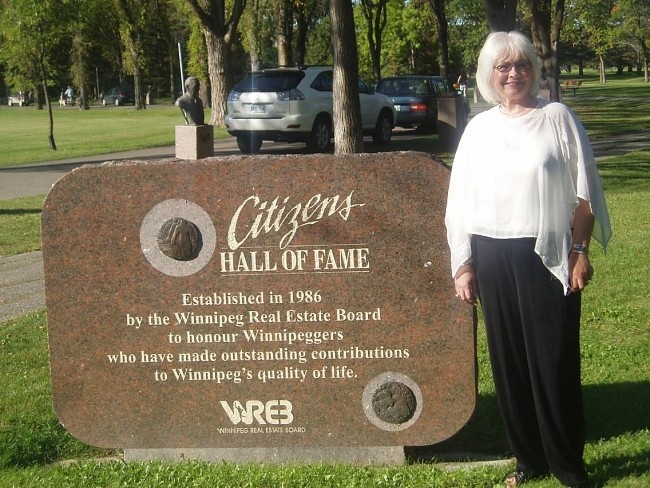 Citizens
HALL OF FAME
Established in 1986
by the Winnipeg Real Estate Board
to honour Winnipeggers
who have made outstanding contributions
to Winnipeg's quality of life.
WREB
WINNIPEG REAL ESTATE BOARD